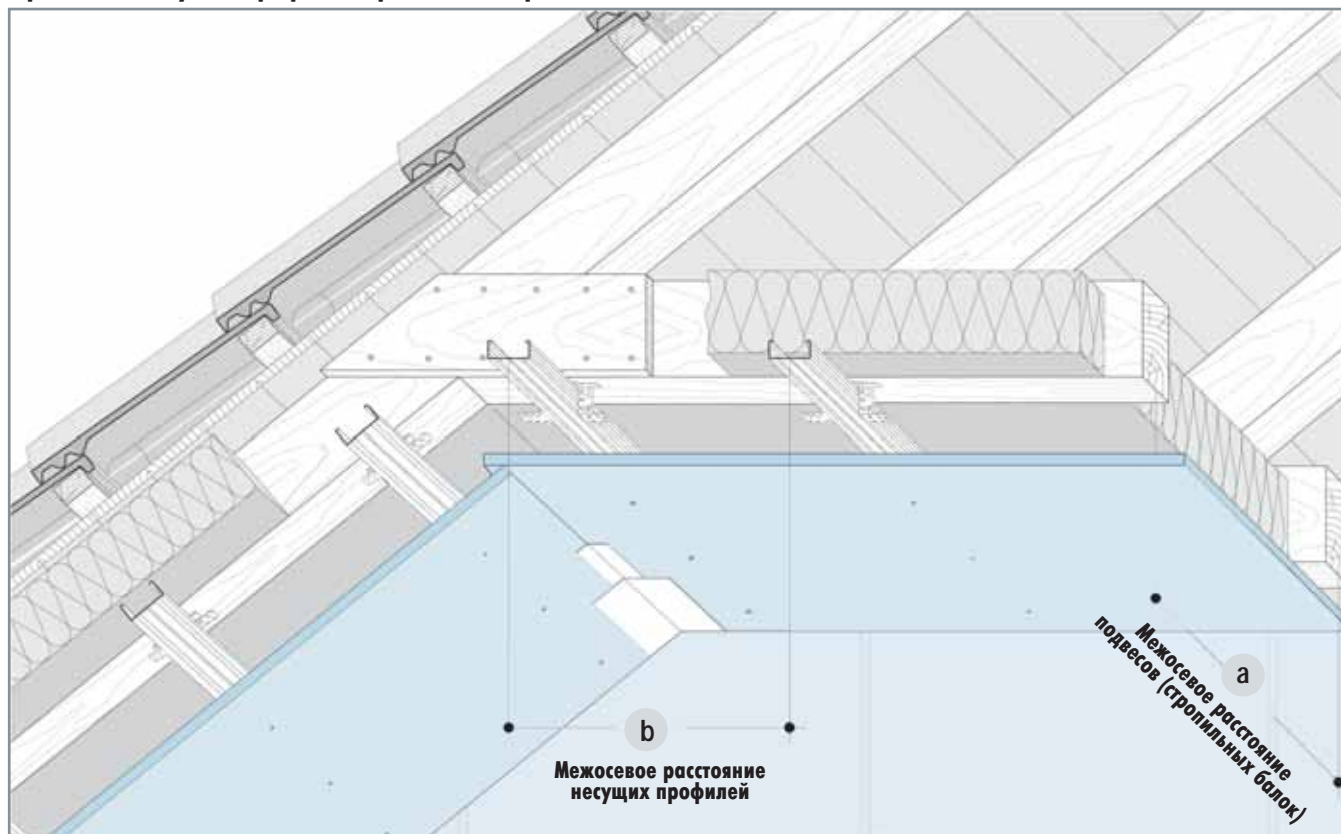 b
Межосевое расстояние
несущих профилей
a
Межосевое расстояние
подвесов (стропильных балок)